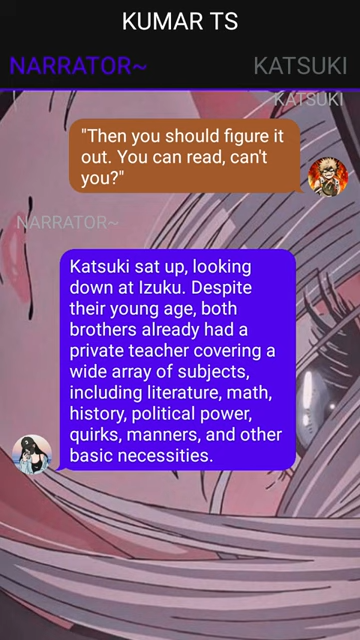 KUMAR TS
NARRATOR~ KATSUKI
KATSUKI
"Then you should figure it
out. You can read, can't
you?"
NARRATOR~
Katsuki sat up, looking
down at Izuku. Despite
their young age, both
brothers already had a
private teacher covering a
wide array of subjects,
including literature, math,
history, political power,
quirks, manners, and other
basic necessities.